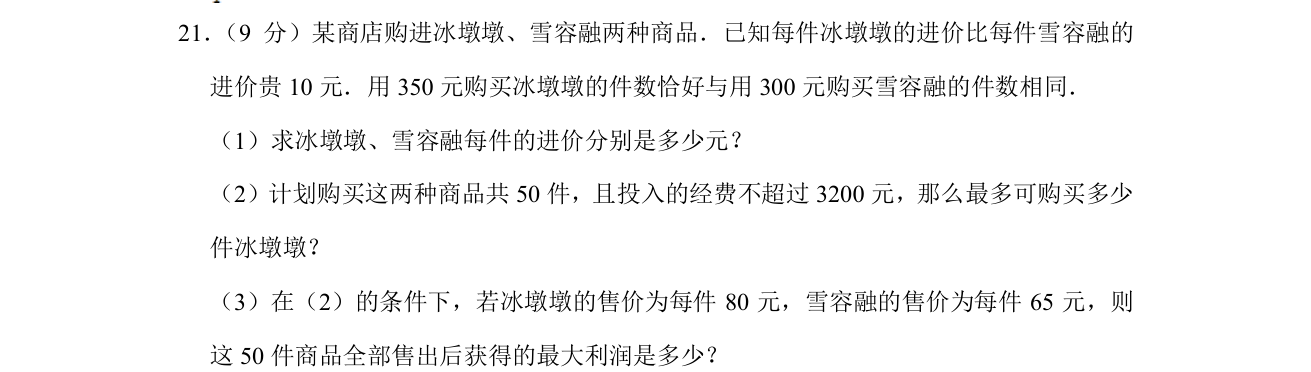 21.（9 分）某商店购进冰墩墩、雪容融两种商品．已知每件冰墩墩的进价比每件雪容融的
进价贵 10 元．用 350 元购买冰墩墩的件数恰好与用 300 元购买雪容融的件数相同．
（1）求冰墩墩、雪容融每件的进价分别是多少元？
（2）计划购买这两种商品共 50 件，且投入的经费不超过 3200 元，那么最多可购买多少
件冰墩墩？
（3）在（2）的条件下，若冰墩墩的售价为每件 80 元，雪容融的售价为每件 65 元，则
这 50 件商品全部售出后获得的最大利润是多少？